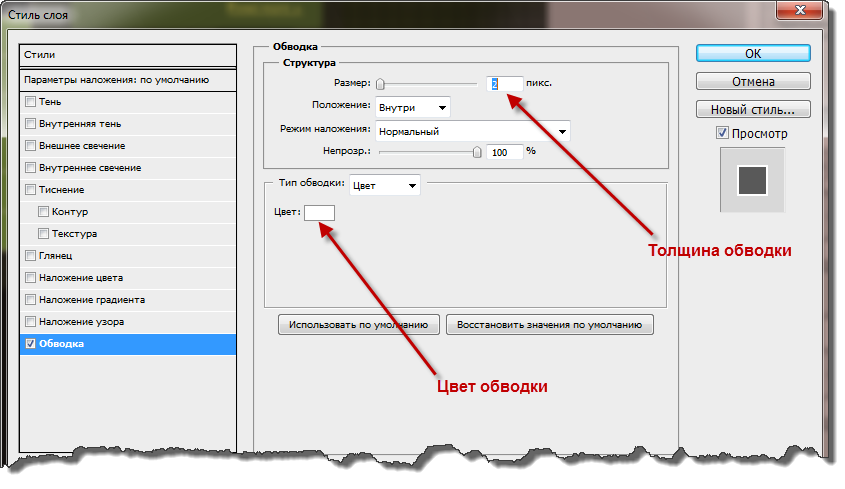 Стиль слоя
Стили
Параметры наложения: по умолчанию
Тень
Внутренняя тень
Внешнее свечение
Внутреннее свечение
Тиснение
Контур
Текстура
Глянец
Наложение цвета
Наложение градиента
Наложение узора
Обводка
Обводка
Структура
Размер: 2 пикс.
Положение: Внутри
Режим наложения: Нормальный
Непрозр.: 100 %
Тип обводки: Цвет
Цвет:
Использовать по умолчанию Восстановить значения по умолчанию
OK
Отмена
Новый стиль...
Просмотр
Толщина обводки
Цвет обводки